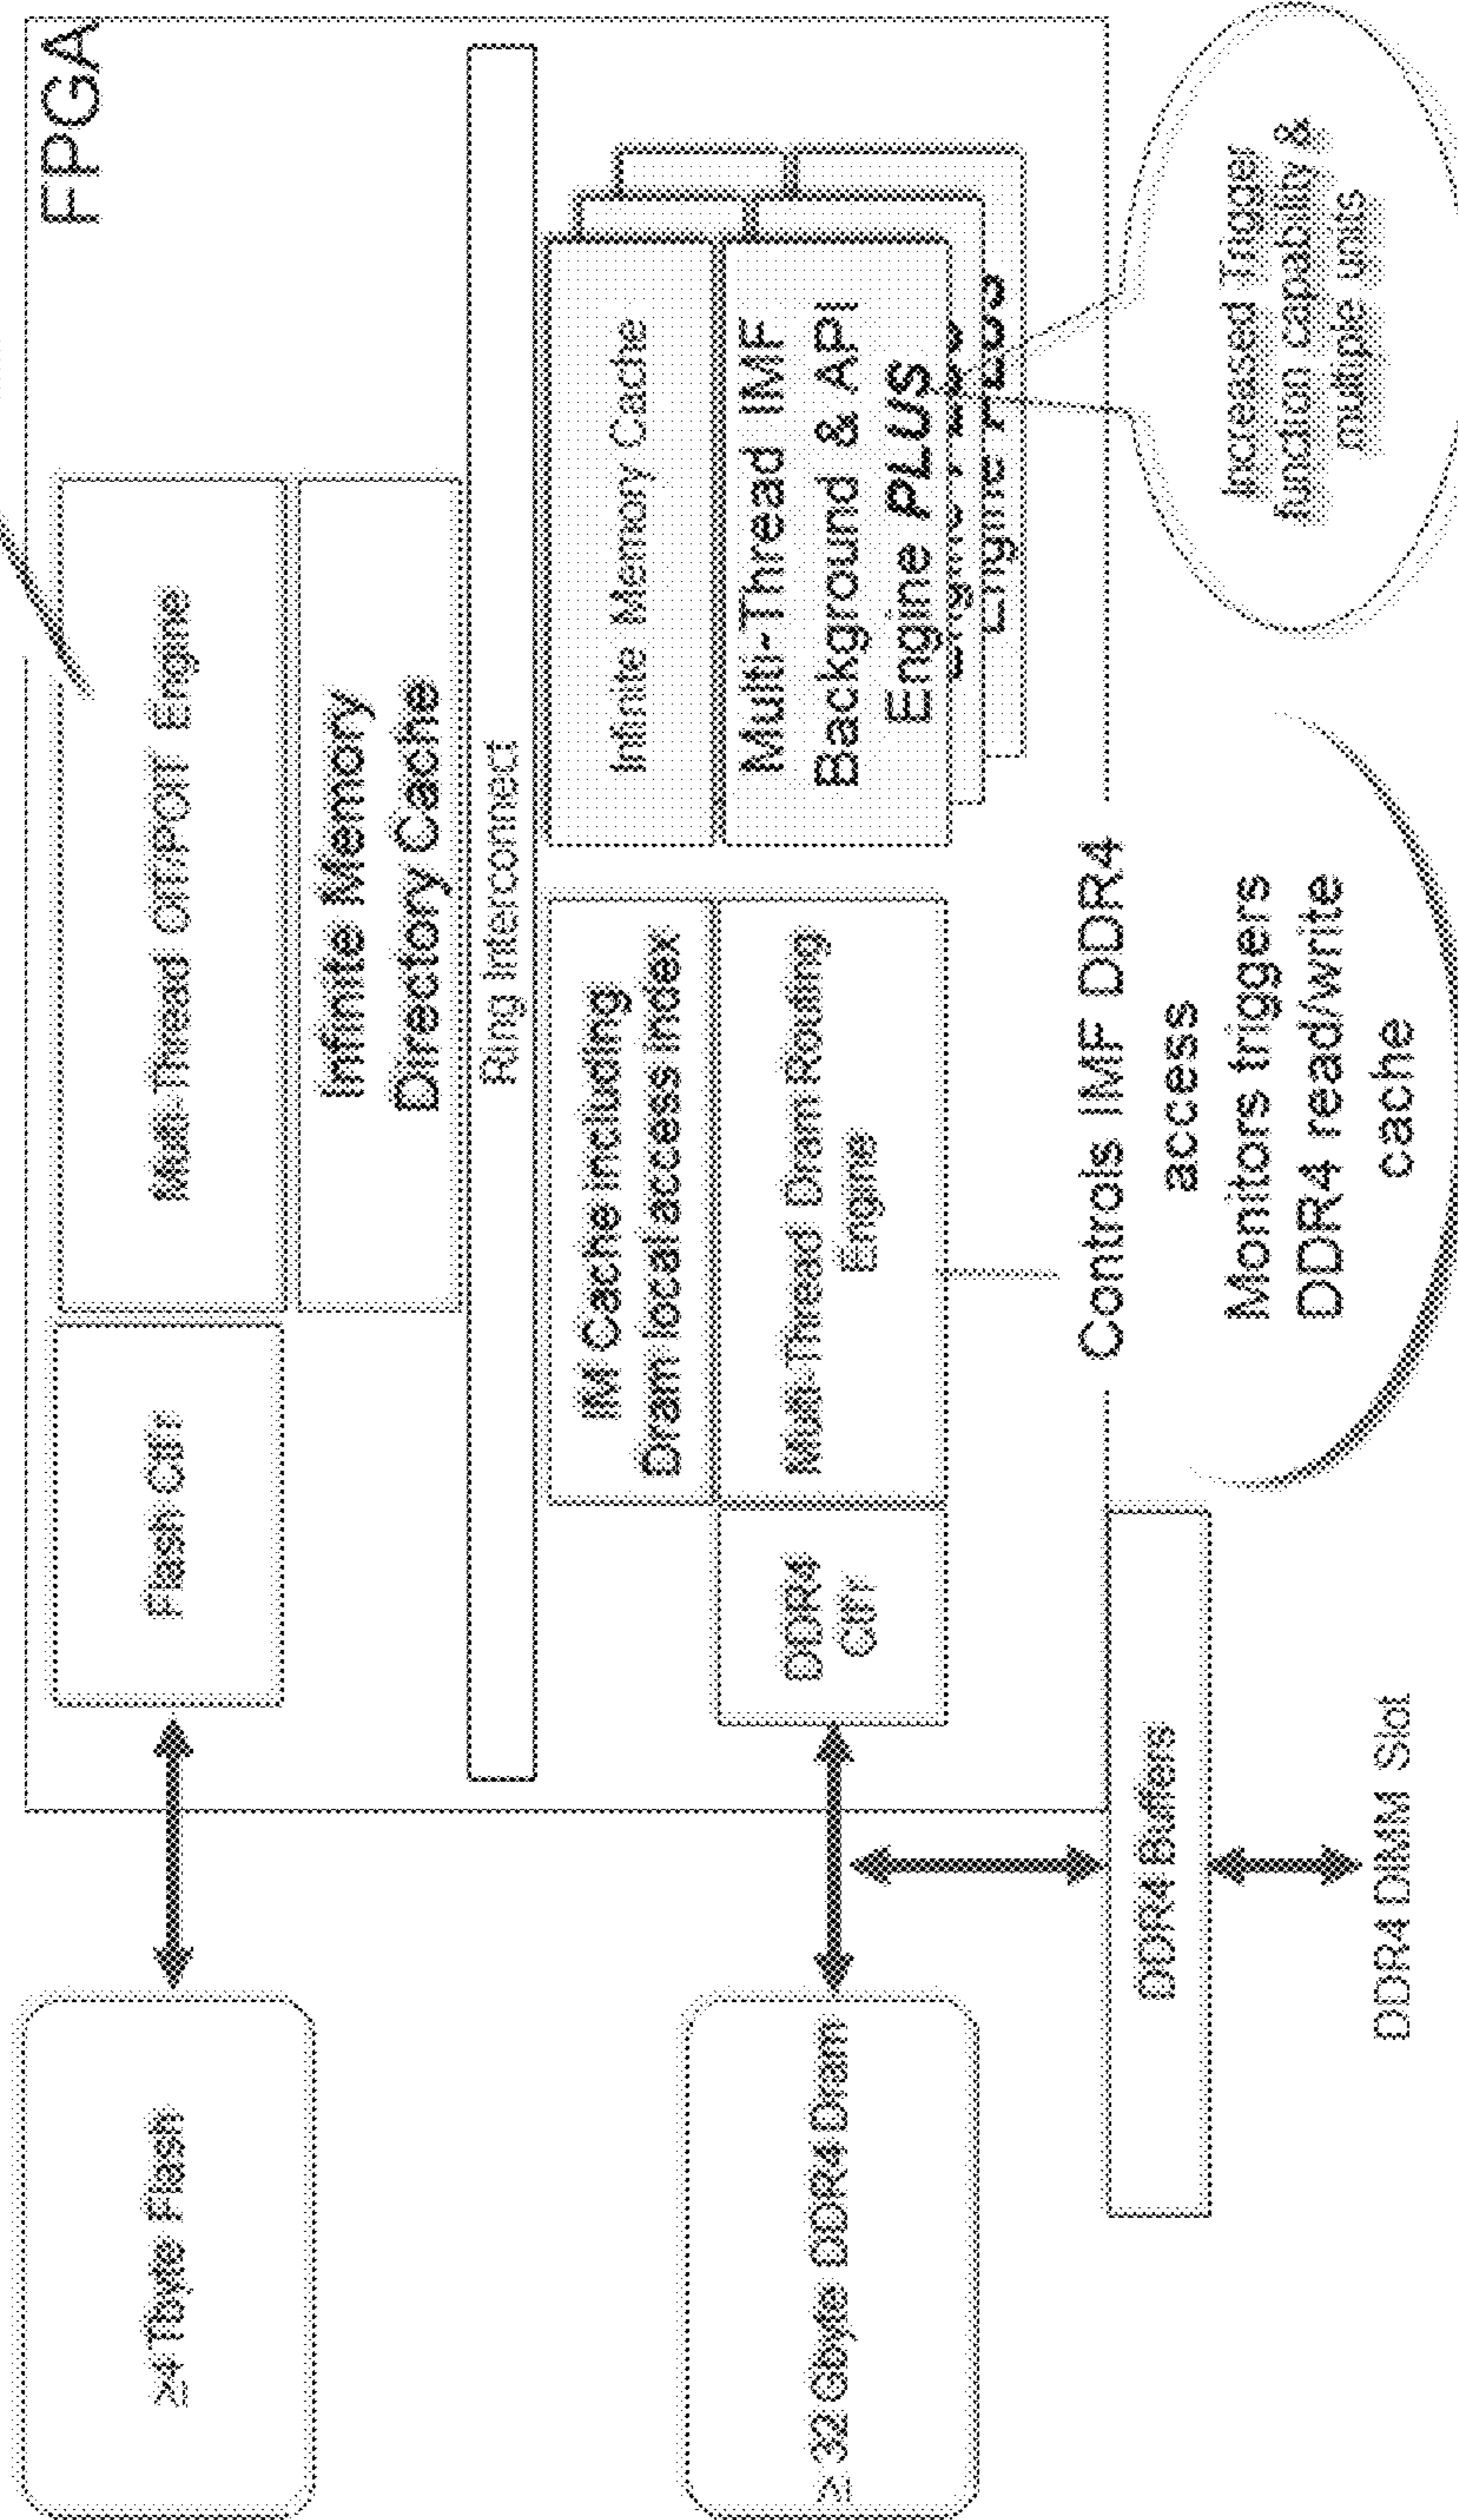 FPGA
≥4 Tbyte Flash
Flash Ctlr
Multi-Thread OIT/POIT Engine
Infinite Memory
Directory Cache
Ring Interconnect
IM Cache including
Dram local access index
Infinite Memory Cache
≥ 32 Gbyte DDR4 Dram
DDR4
Ctlr
Multi-Thread Dram Routing
Engine
Multi-Thread IMF
Background & API
Engine PLUS
Engine PLUS
DDR4 Buffers
DDR4 DIMM Slot
Controls IMF DDR4
access
Monitors triggers
DDR4 read/write
cache
Increased Trigger
function capability &
multiple units